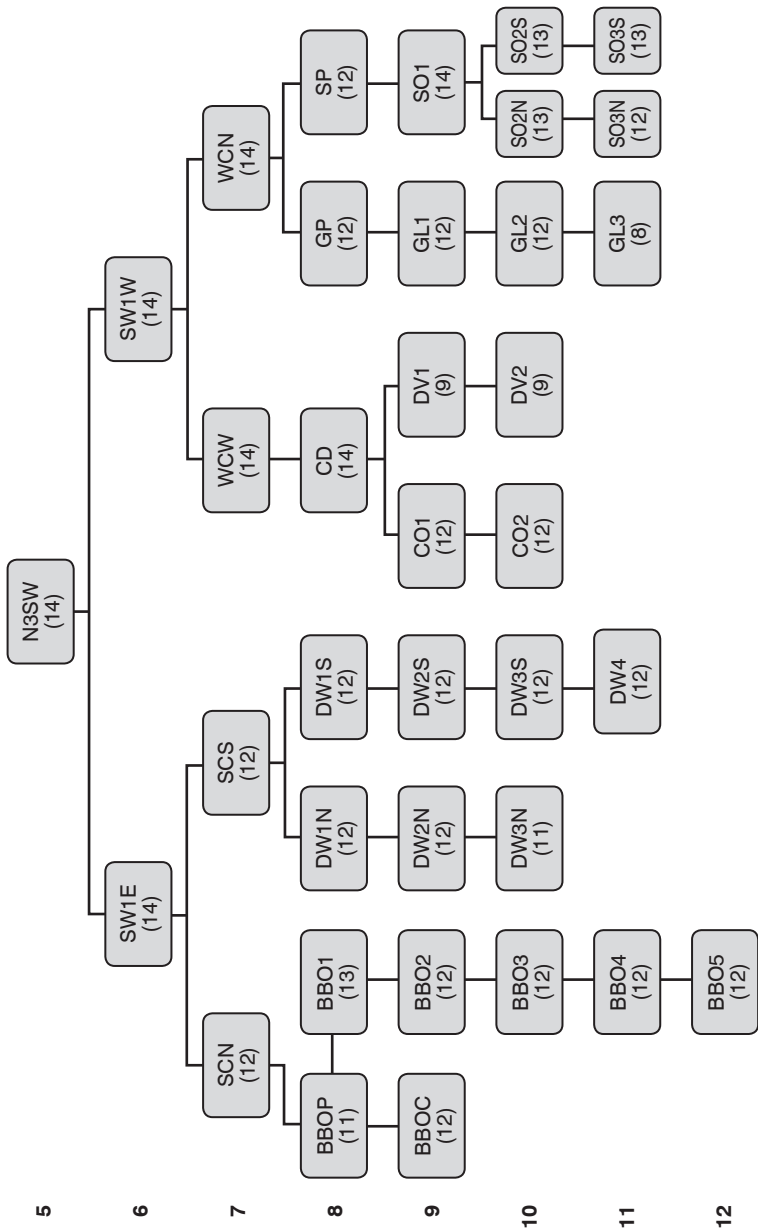 5
N3SW
(14)
6
SW1E
(14)
SW1W
(14)
7
SCN
(12)
SCS
(12)
WCW
(14)
WCN
(14)
8
BBOP
(11)
BBO1
(13)
DW1N
(12)
DW1S
(12)
CD
(14)
GP
(12)
SP
(12)
9
BBOC
(12)
BBO2
(12)
DW2N
(12)
DW2S
(12)
CO1
(12)
DV1
(9)
GL1
(12)
SO1
(14)
10
BBO3
(12)
DW3N
(11)
DW3S
(12)
CO2
(12)
DV2
(9)
GL2
(12)
SO2N
(13)
SO2S
(13)
11
BBO4
(12)
DW4
(12)
GL3
(8)
SO3N
(12)
SO3S
(13)
12
BBO5
(12)